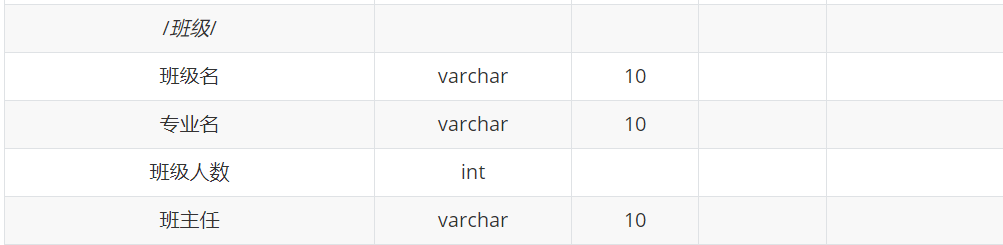 /班级/
班级名 varchar 10
专业名 varchar 10
班级人数 int
班主任 varchar 10